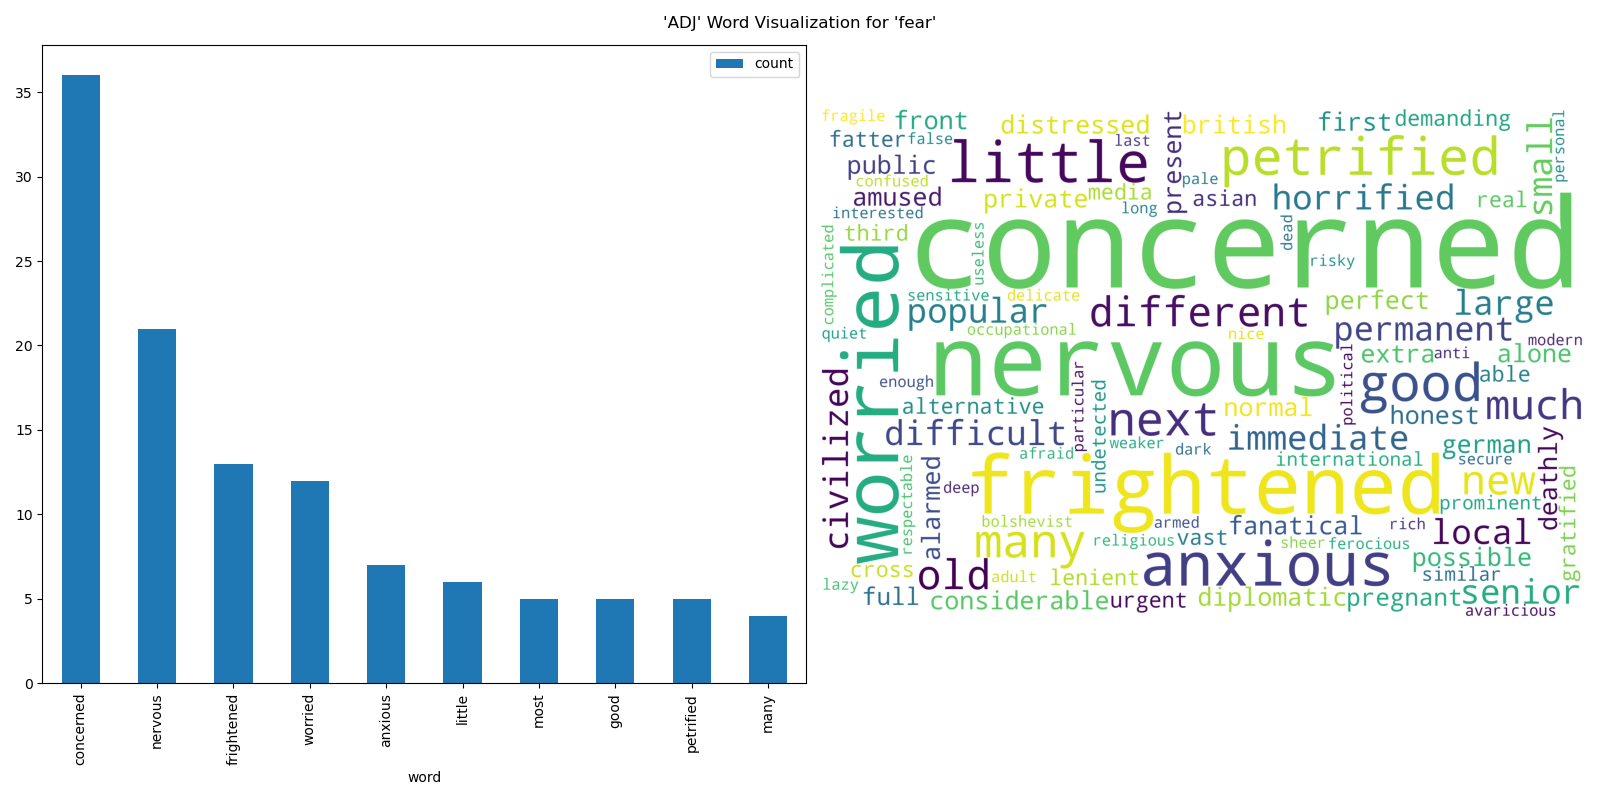 'ADJ' Word Visualization for 'fear'
count
35
30
25
20
15
10
5
0
concerned
nervous
frightened
worried
anxious
little
most
good
petrified
many
word
fragile
front
distressed
british
first
demanding
small
personal
fatter
false
little
last
present
petrified
public
confused
pale
amused
private
media
asian
horrified
real
interested
long
third
complicated
useless
concerned
dead
risky
worried
sensitive
delicate
popular
different
perfect
large
quiet
occupational
nice
permanent
modern
nervous
political
extra
anti
alone
civilized
enough
particular
undetected
good
able
alternative
next
normal
honest
much
difficult
weaker
dark
immediate
german
afraid
international
secure
deathly
respectable
alarmed
deep
frightened
new
gratified
prominent
bolshevist
armed
fanatical
rich
local
many
religious
vast
sheer
ferocious
possible
cross
old
adult
lenient
anxious
similar
lazy
full
considerable
urgent
diplomatic
pregnant
senior
avaricious